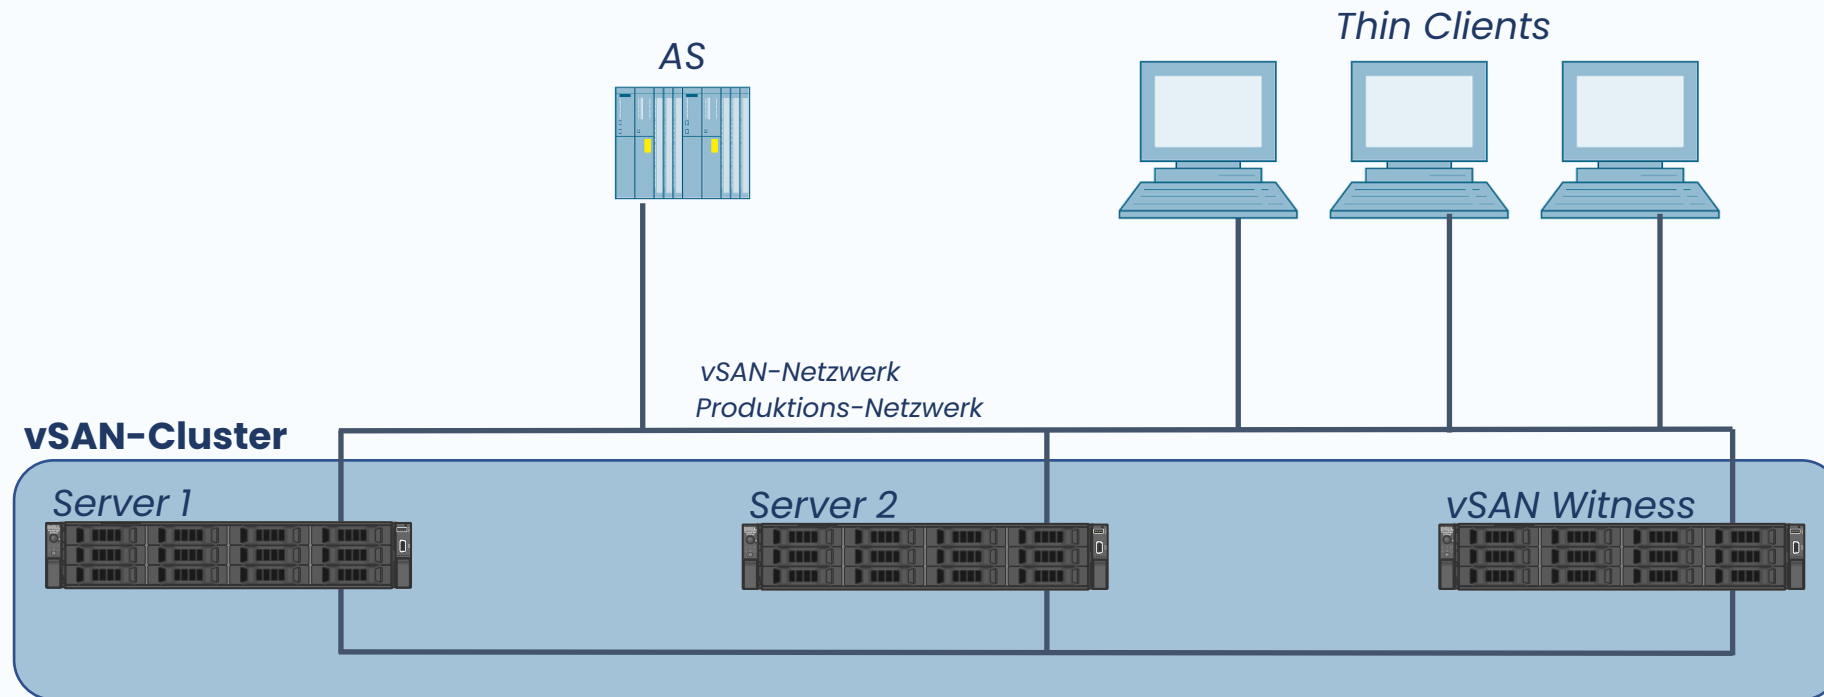 Thin Clients
AS
vSAN-Netzwerk
Produktions-Netzwerk
vSAN-Cluster
Server 1
Server 2
vSAN Witness